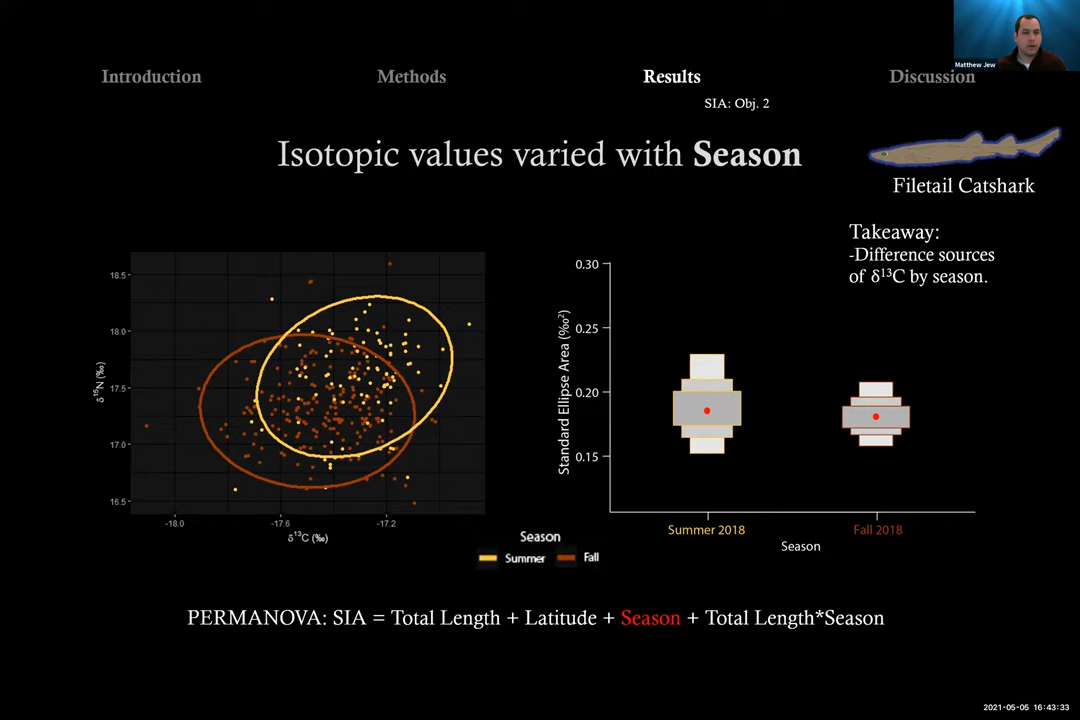 Matthew Jew
Introduction Methods Results Discussion
SIA: Obj. 2
Isotopic values varied with Season
Filetail Catshark
Takeaway:
-Difference sources
of δ¹³C by season.
18.5
18.0
17.5
17.0
16.5
δ¹⁵N (‰)
-18.0 -17.6 -17.2
δ¹³C (‰)
Season
Summer Fall
0.30
0.25
0.20
0.15
Standard Ellipse Area (‰²)
Summer 2018 Fall 2018
Season
PERMANOVA: SIA = Total Length + Latitude + Season + Total Length*Season
2021-05-05 16:43:33